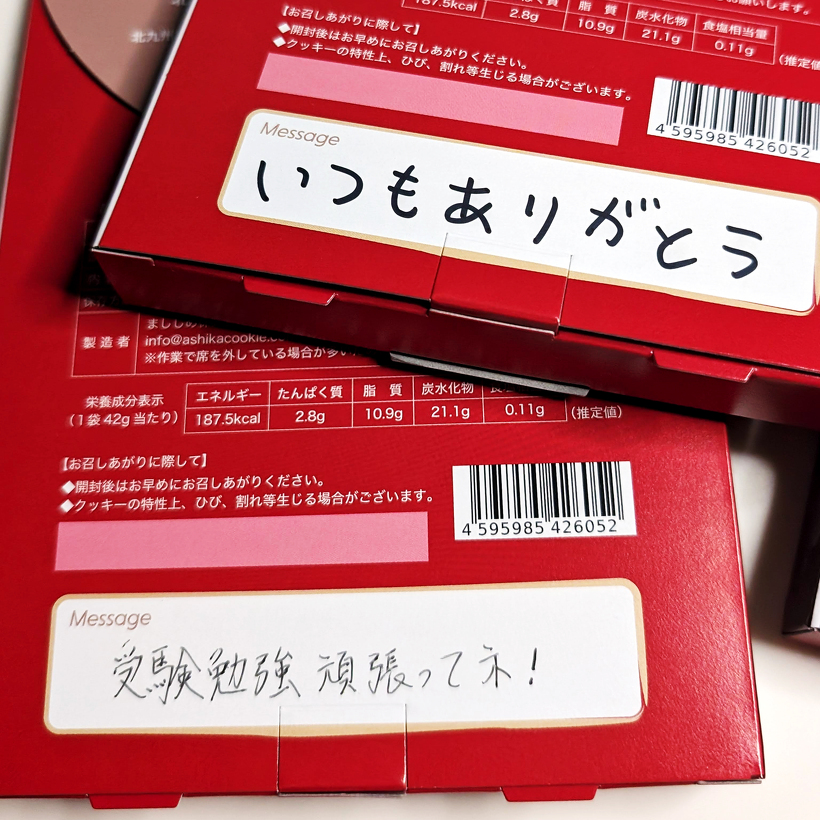 北九州
187.5kcal 2.8g 脂質 10.9g 炭水化物 21.1g 食塩相当量 0.11g (推定値
【お召しあがりに際して】
◆開封後はお早めにお召しあがりください。
◆クッキーの特性上、ひび、割れ等生じる場合がございます。
4 595985 426052
Message
いつもありがとう
製造者
info@ashikacookie.c
※作業で席を外している場合が多い
栄養成分表示
(1袋 42g 当たり)
エネルギー たんぱく質 脂質 炭水化物
187.5kcal 2.8g 10.9g 21.1g 0.11g (推定値)
【お召しあがりに際して】
◆開封後はお早めにお召しあがりください。
◆クッキーの特性上、ひび、割れ等生じる場合がございます。
4 595985 426052
Message
受験勉強 頑張ってネ!